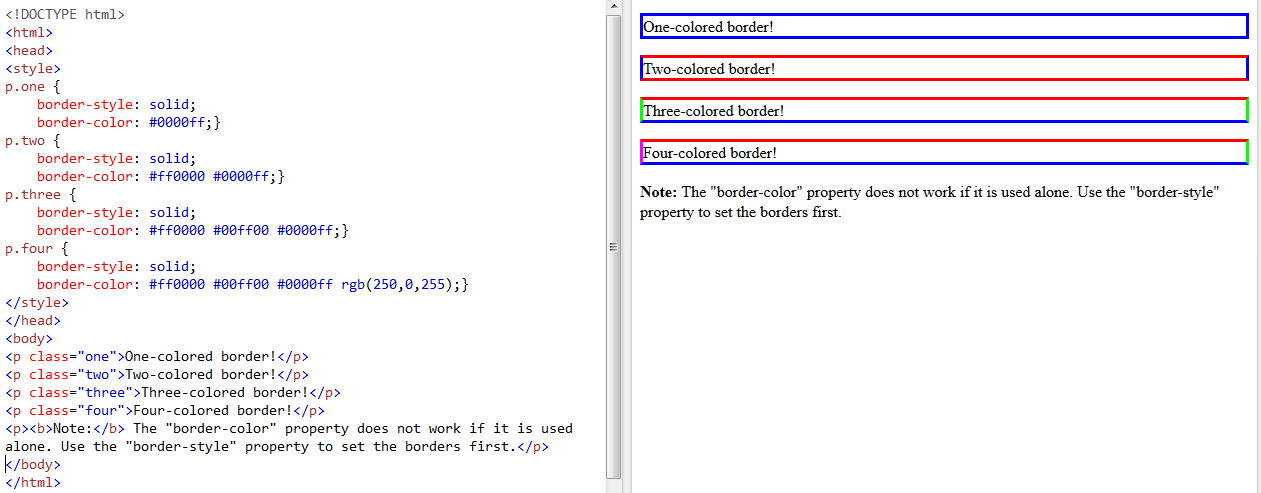 <!DOCTYPE html>
<html>
<head>
<style>
p.one {
    border-style: solid;
    border-color: #0000ff;}
p.two {
    border-style: solid;
    border-color: #ff0000 #0000ff;}
p.three {
    border-style: solid;
    border-color: #ff0000 #00ff00 #0000ff;}
p.four {
    border-style: solid;
    border-color: #ff0000 #00ff00 #0000ff rgb(250,0,255);}
</style>
</head>
<body>
<p class="one">One-colored border!</p>
<p class="two">Two-colored border!</p>
<p class="three">Three-colored border!</p>
<p class="four">Four-colored border!</p>
<p><b>Note:</b> The "border-color" property does not work if it is used
alone. Use the "border-style" property to set the borders first.</p>
</body>
</html>
One-colored border!
Two-colored border!
Three-colored border!
Four-colored border!
Note: The "border-color" property does not work if it is used alone. Use the "border-style"
property to set the borders first.